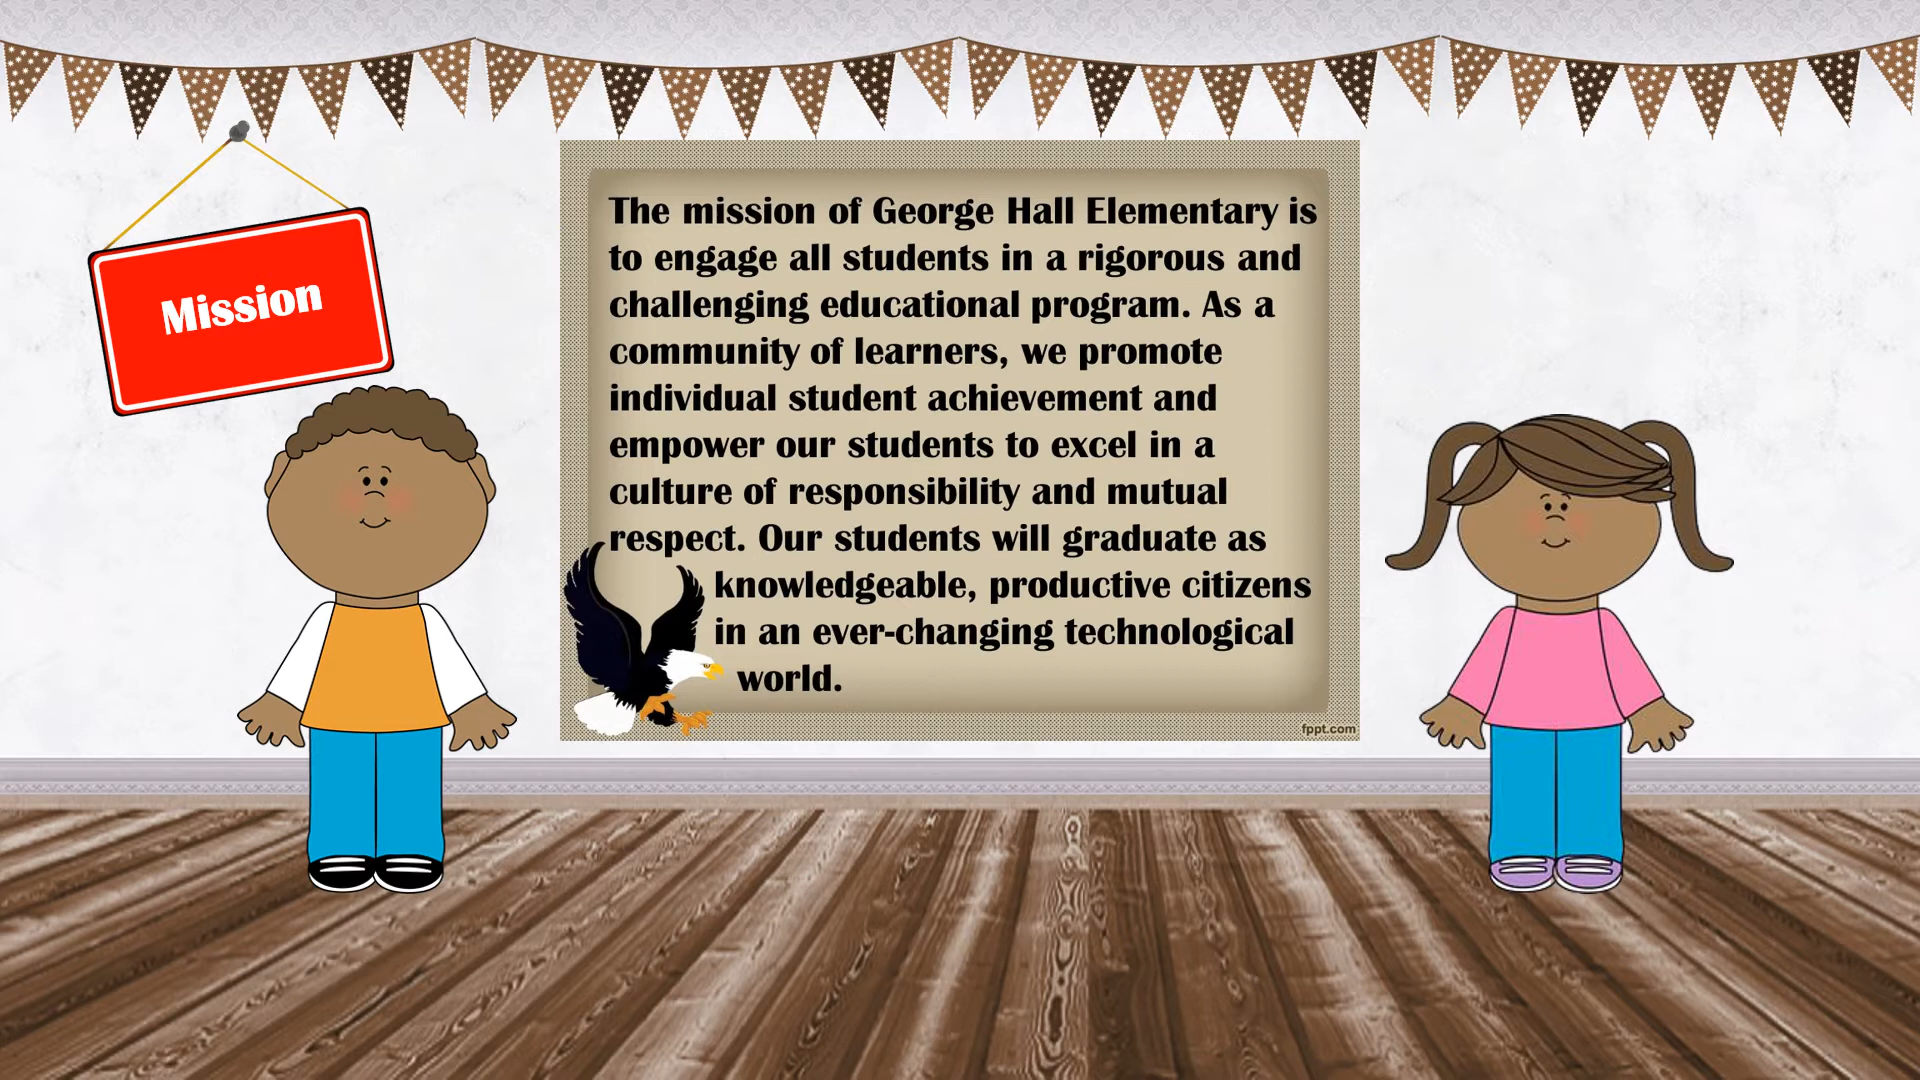 Mission
The mission of George Hall Elementary is
to engage all students in a rigorous and
challenging educational program. As a
community of learners, we promote
individual student achievement and
empower our students to excel in a
culture of responsibility and mutual
respect. Our students will graduate as
knowledgeable, productive citizens
in an ever-changing technological
world.
fppt.com